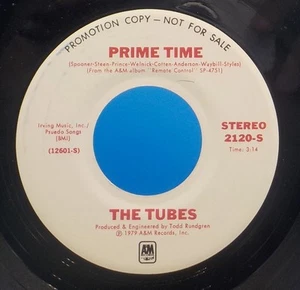 PROMOTION COPY - NOT FOR SALE
PRIME TIME
(Spooner-Steen-Prince-Welnick-Cotten-Anderson-Waybill-Styles)
(From the A&M album "Remote Control" SP-4751)
Irving Music, Inc./
Pseudo Songs
(BMI)
(12601-S)
STEREO
2120-S
Time: 3:14
THE TUBES
Produced & Engineered by Todd Rundgren
℗ 1979 A&M Records, Inc.
A&M